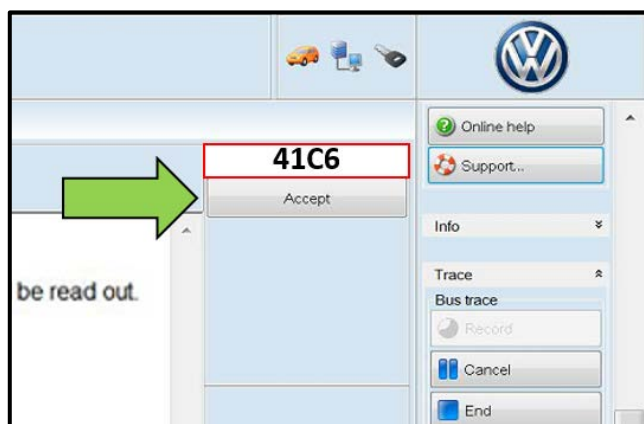 Online help
41C6
Support...
Accept
Info
Trace
be read out.
Bus trace
Record
Cancel
End